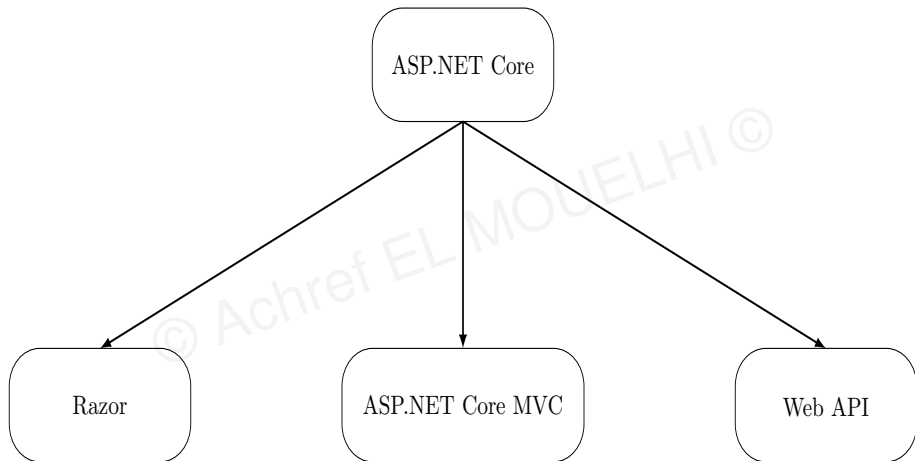 ASP.NET Core
© Achref EL MOUELHI ©
Razor
ASP.NET Core MVC
Web API